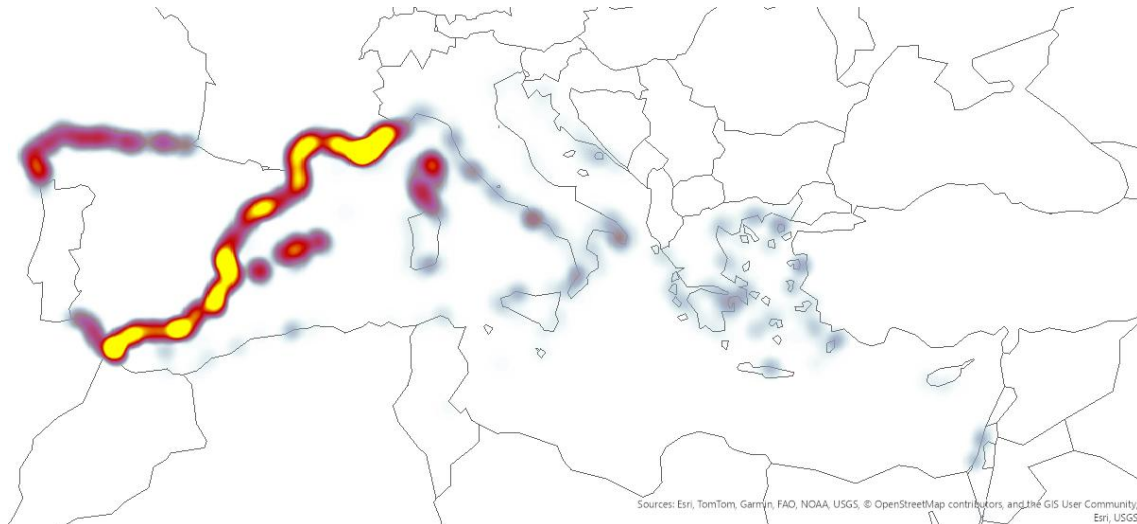 Sources: Esri, TomTom, Garmin, FAO, NOAA, USGS, © OpenStreetMap contributors, and the GIS User Community,
Esri, USGS